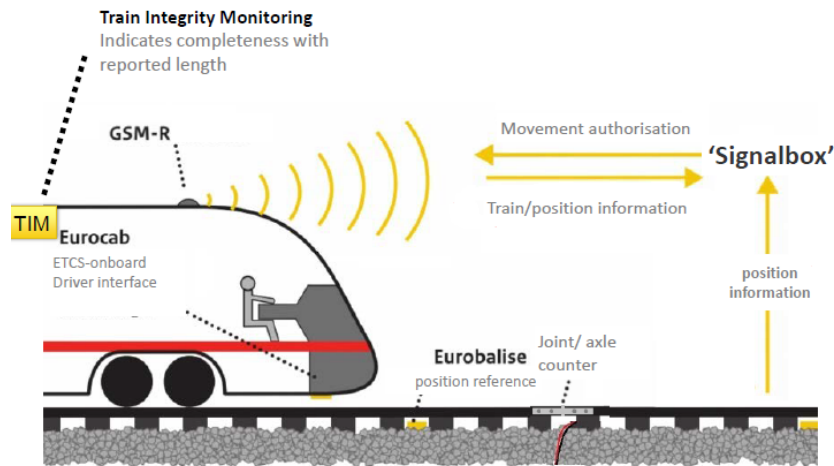 Train Integrity Monitoring
Indicates completeness with
reported length
GSM-R
Movement authorisation
'Signalbox'
Train/position information
TIM
Eurocab
ETCS-onboard
Driver interface
position
information
Eurobalise
position reference
Joint/ axle
counter